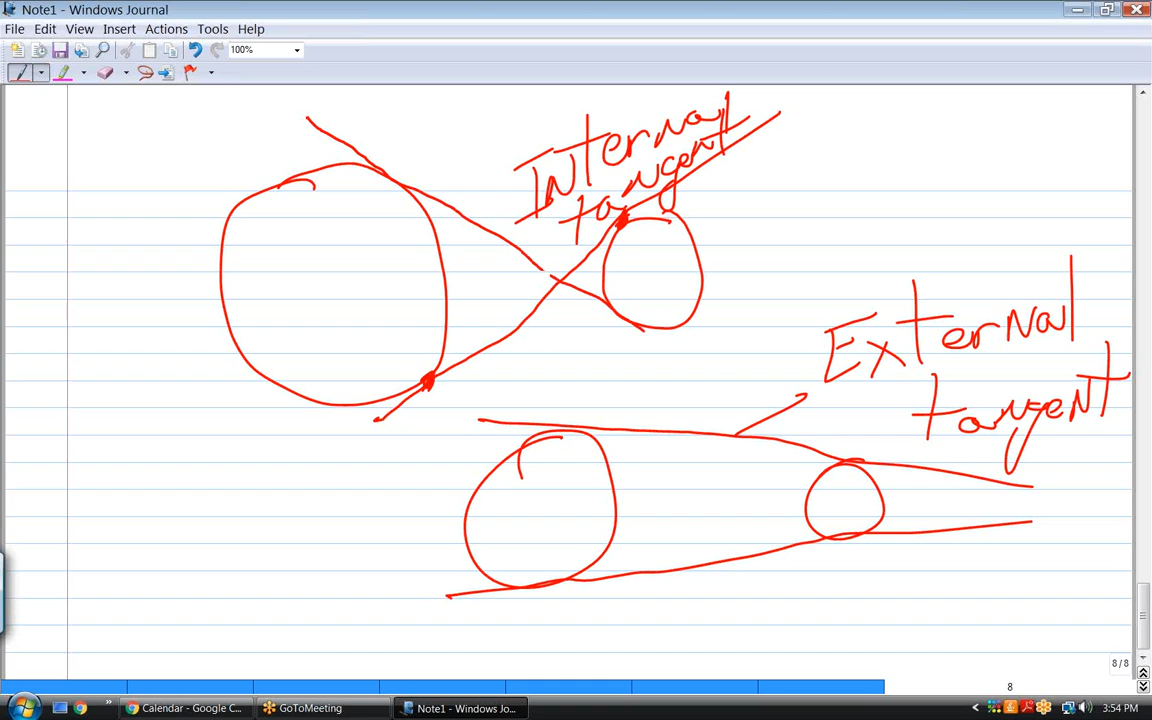 Note1 - Windows Journal
File Edit View Insert Actions Tools Help
100%
Internal
tangent
External
tangent
8/8
8
Calendar - Google C...
GoToMeeting
Note1 - Windows Jo...
3:54 PM